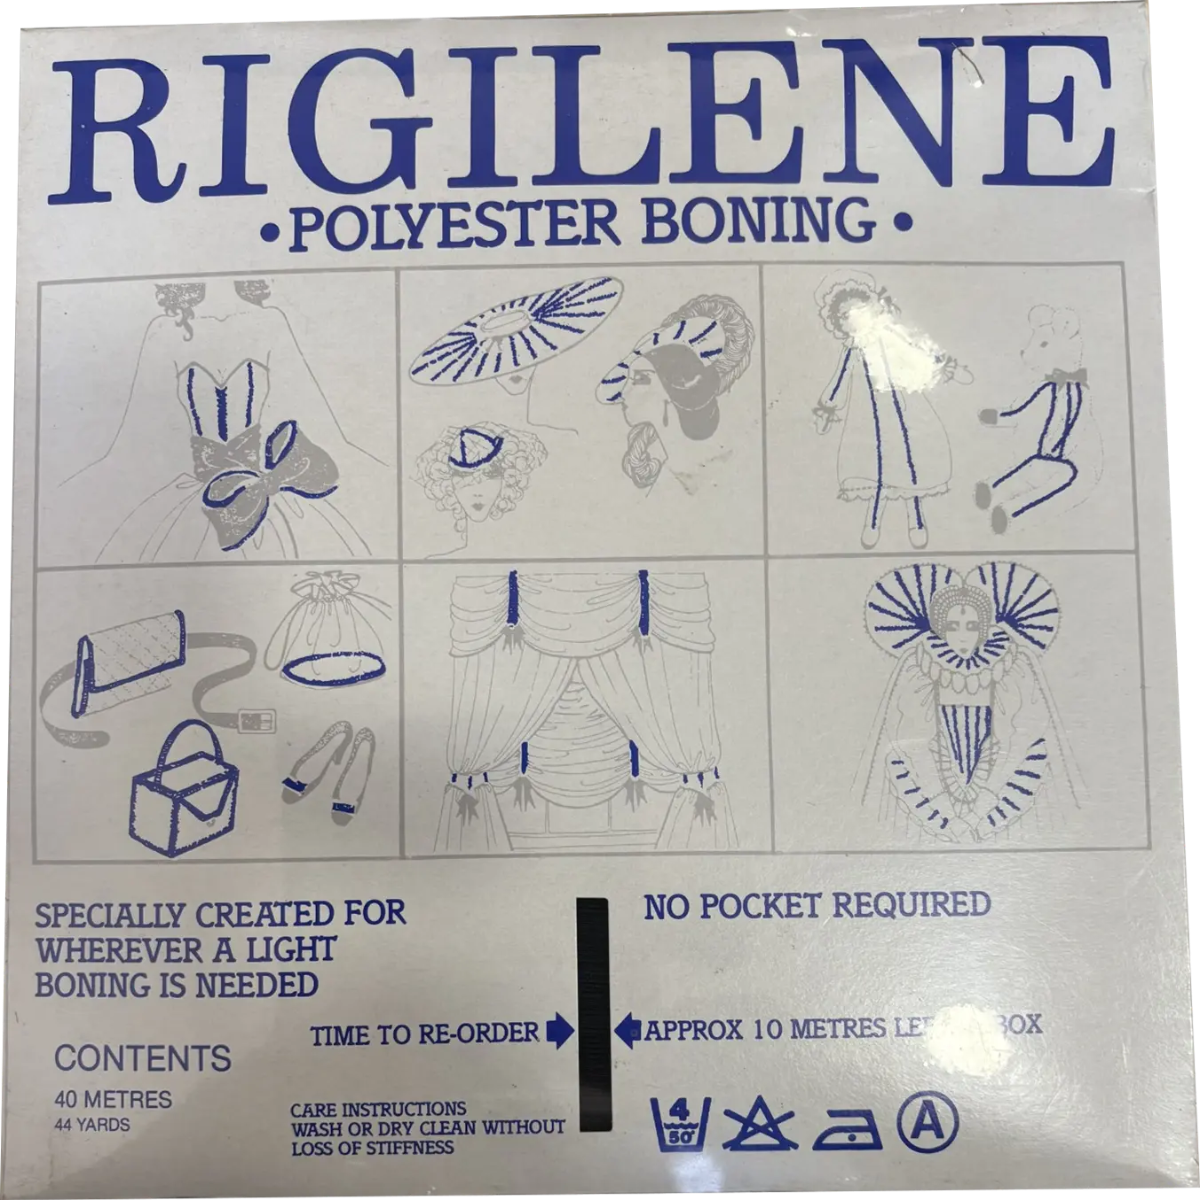 RIGILENE
•POLYESTER BONING•
SPECIALLY CREATED FOR
WHEREVER A LIGHT
BONING IS NEEDED
NO POCKET REQUIRED
TIME TO RE-ORDER
APPROX 10 METRES BOX
CONTENTS
40 METRES
44 YARDS
CARE INSTRUCTIONS
WASH OR DRY CLEAN WITHOUT
LOSS OF STIFFNESS
4
50°
A